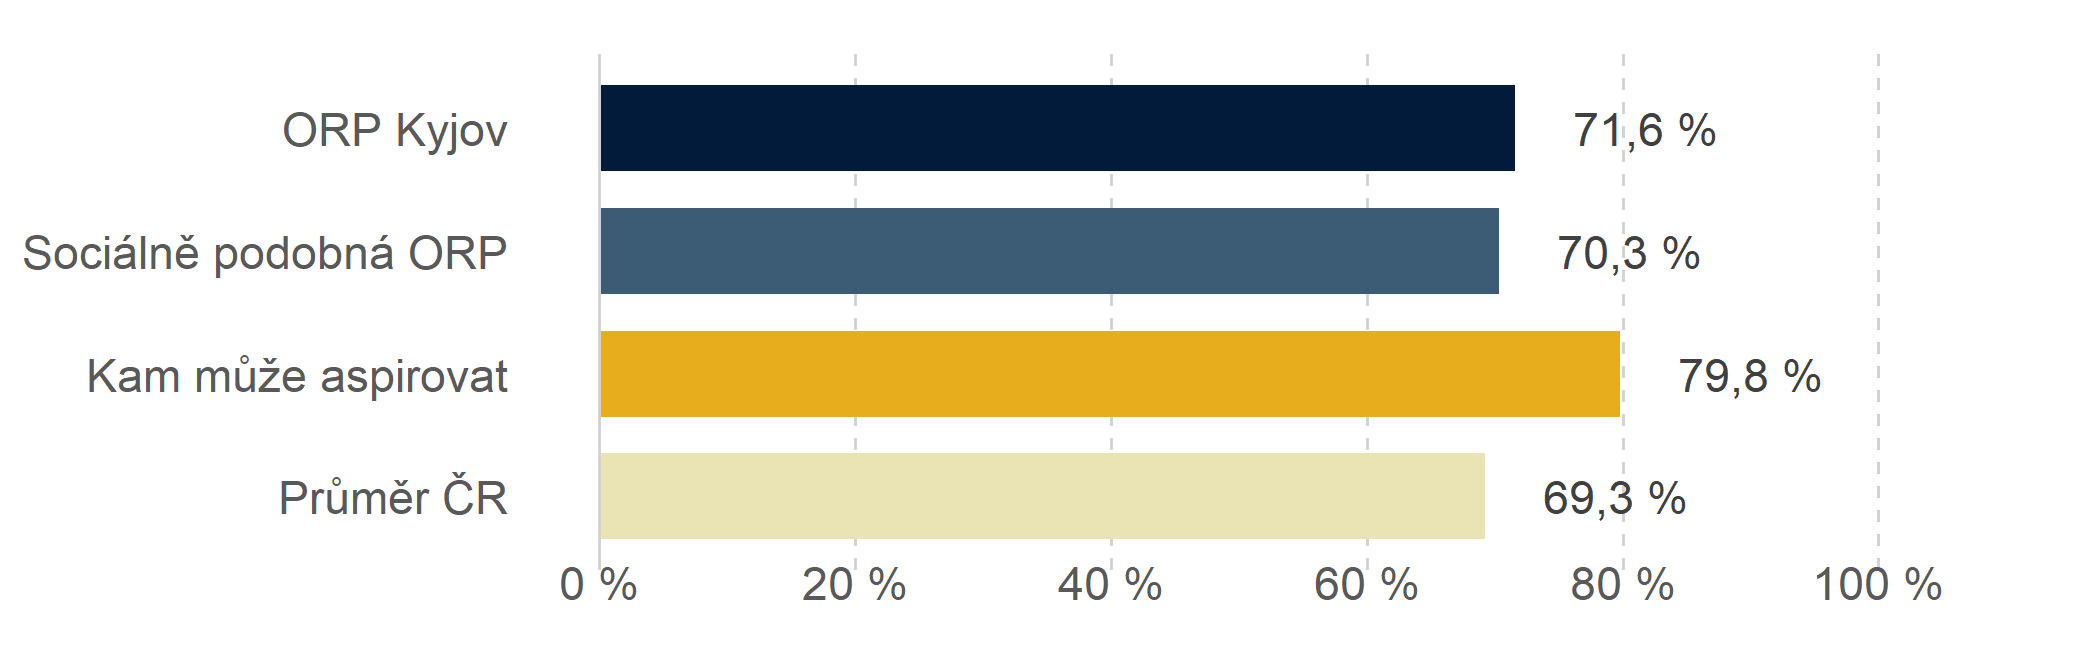 ORP Kyjov
71,6 %
Sociálně podobná ORP
70,3 %
Kam může aspirovat
79,8 %
Průměr ČR
69,3 %
0 %
20 %
40 %
60 %
80 %
100 %